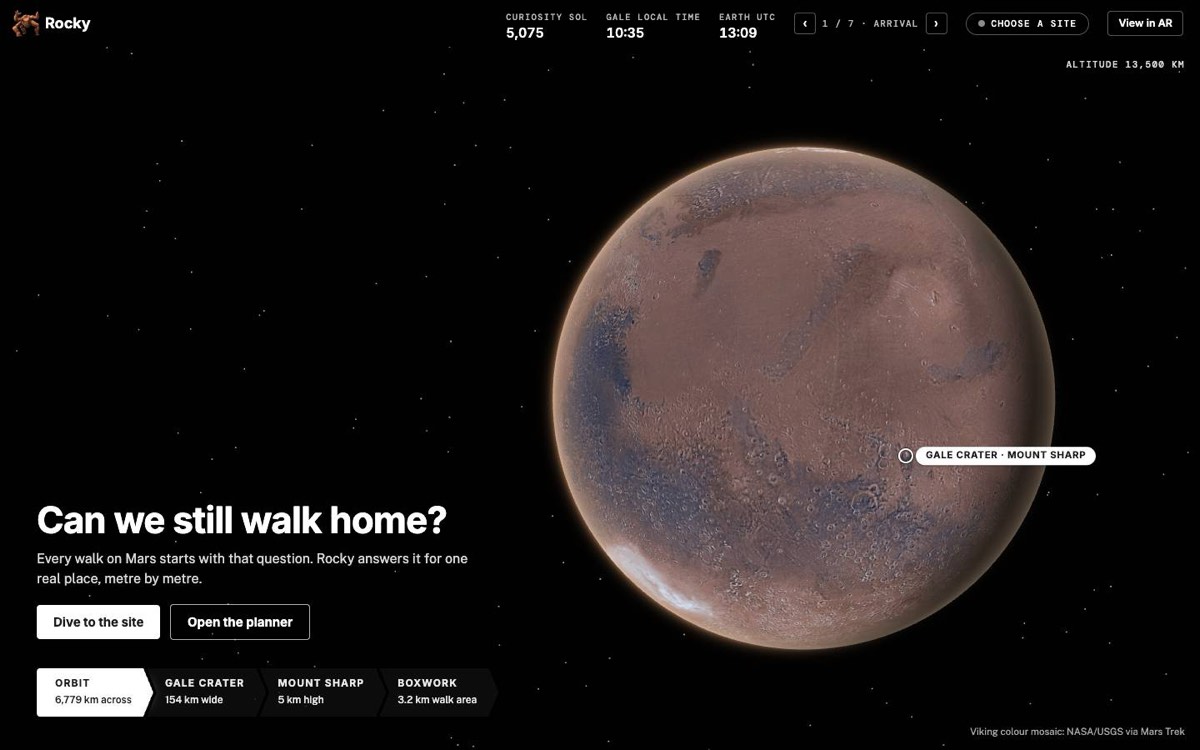 Rocky
CURIOSITY SOL
5,075
GALE LOCAL TIME
10:35
EARTH UTC
13:09
‹ 1 / 7 · ARRIVAL ›
CHOOSE A SITE
View in AR
ALTITUDE 13,500 KM
GALE CRATER · MOUNT SHARP
Can we still walk home?
Every walk on Mars starts with that question. Rocky answers it for one
real place, metre by metre.
Dive to the site
Open the planner
ORBIT
6,779 km across
GALE CRATER
154 km wide
MOUNT SHARP
5 km high
BOXWORK
3.2 km walk area
Viking colour mosaic: NASA/USGS via Mars Trek